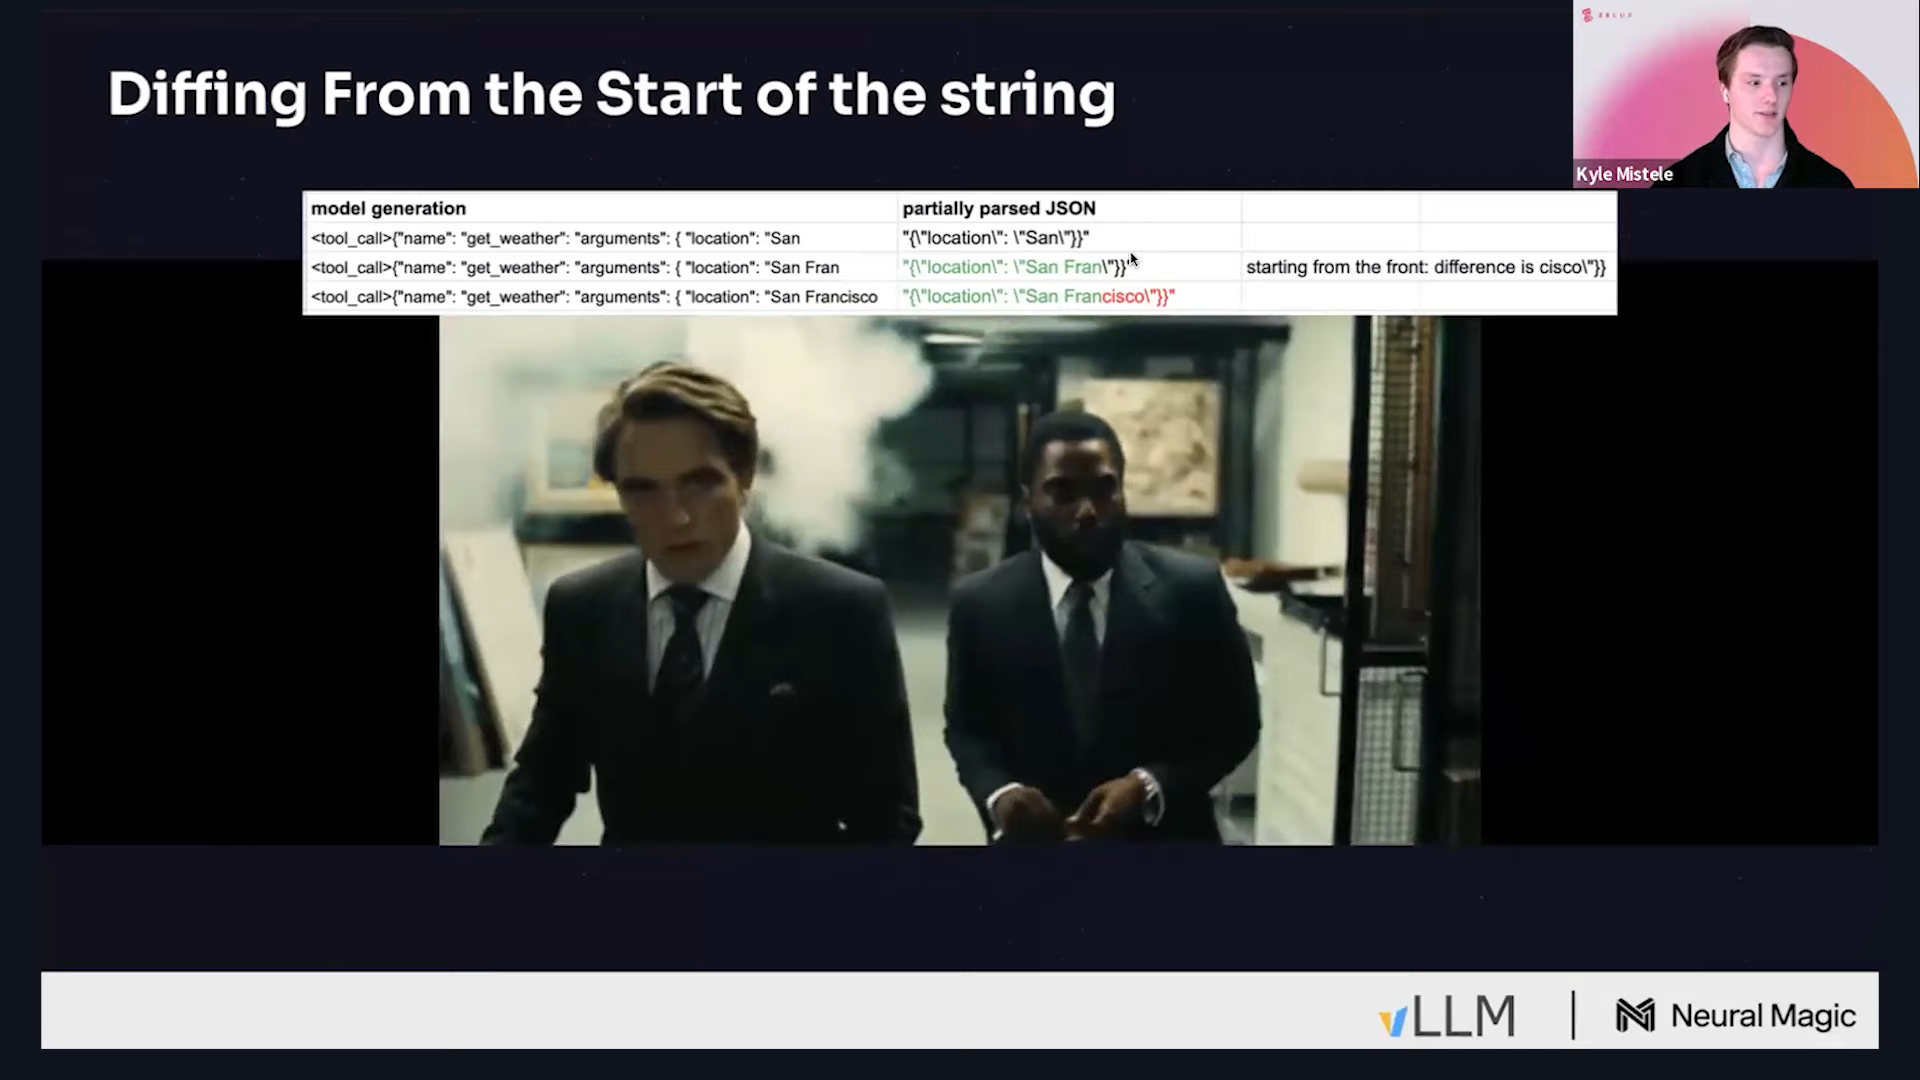 Diffing From the Start of the string
ZELUS
Kyle Mistele
model generation partially parsed JSON
<tool_call>{"name": "get_weather": "arguments": { "location": "San "{\"location\": \"San\"}}"
<tool_call>{"name": "get_weather": "arguments": { "location": "San Fran "{\"location\": \"San Fran\"}}" starting from the front: difference is cisco\"}}
<tool_call>{"name": "get_weather": "arguments": { "location": "San Francisco "{\"location\": \"San Francisco\"}}"
vLLM | Neural Magic